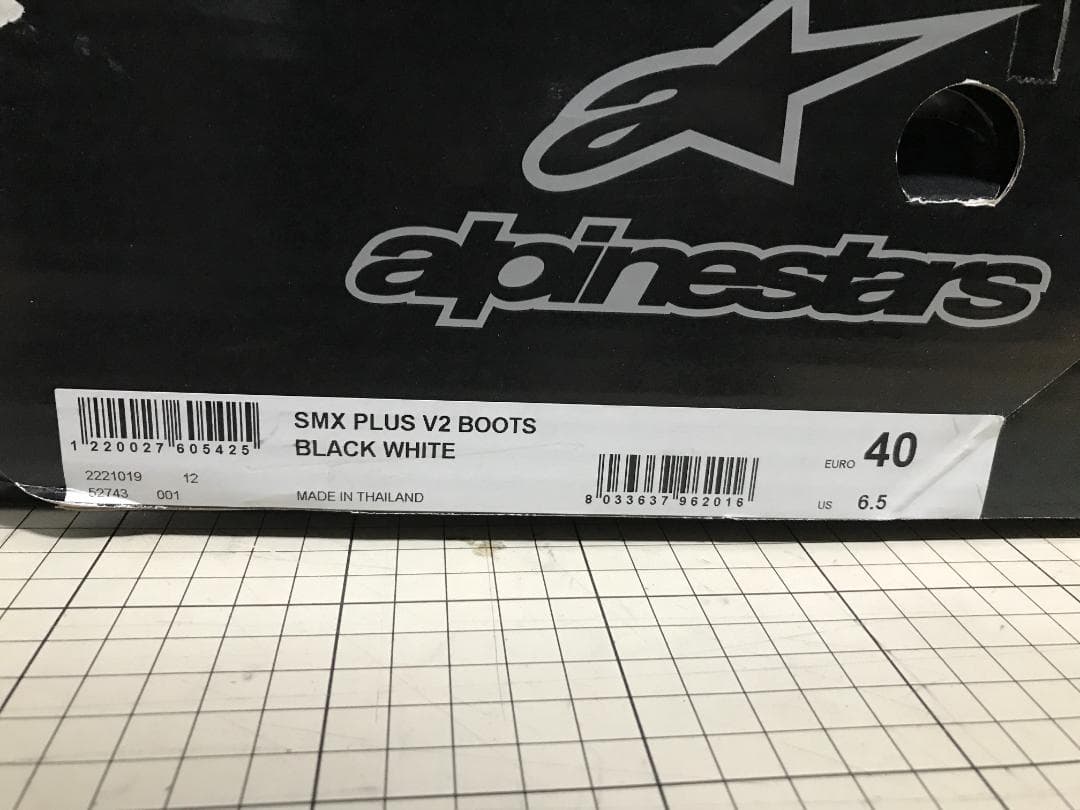 alpinestars
SMX PLUS V2 BOOTS
BLACK WHITE
1 220027 605425
2221019 12
52743 001
MADE IN THAILAND
8 033637 962016
EURO 40
US 6.5